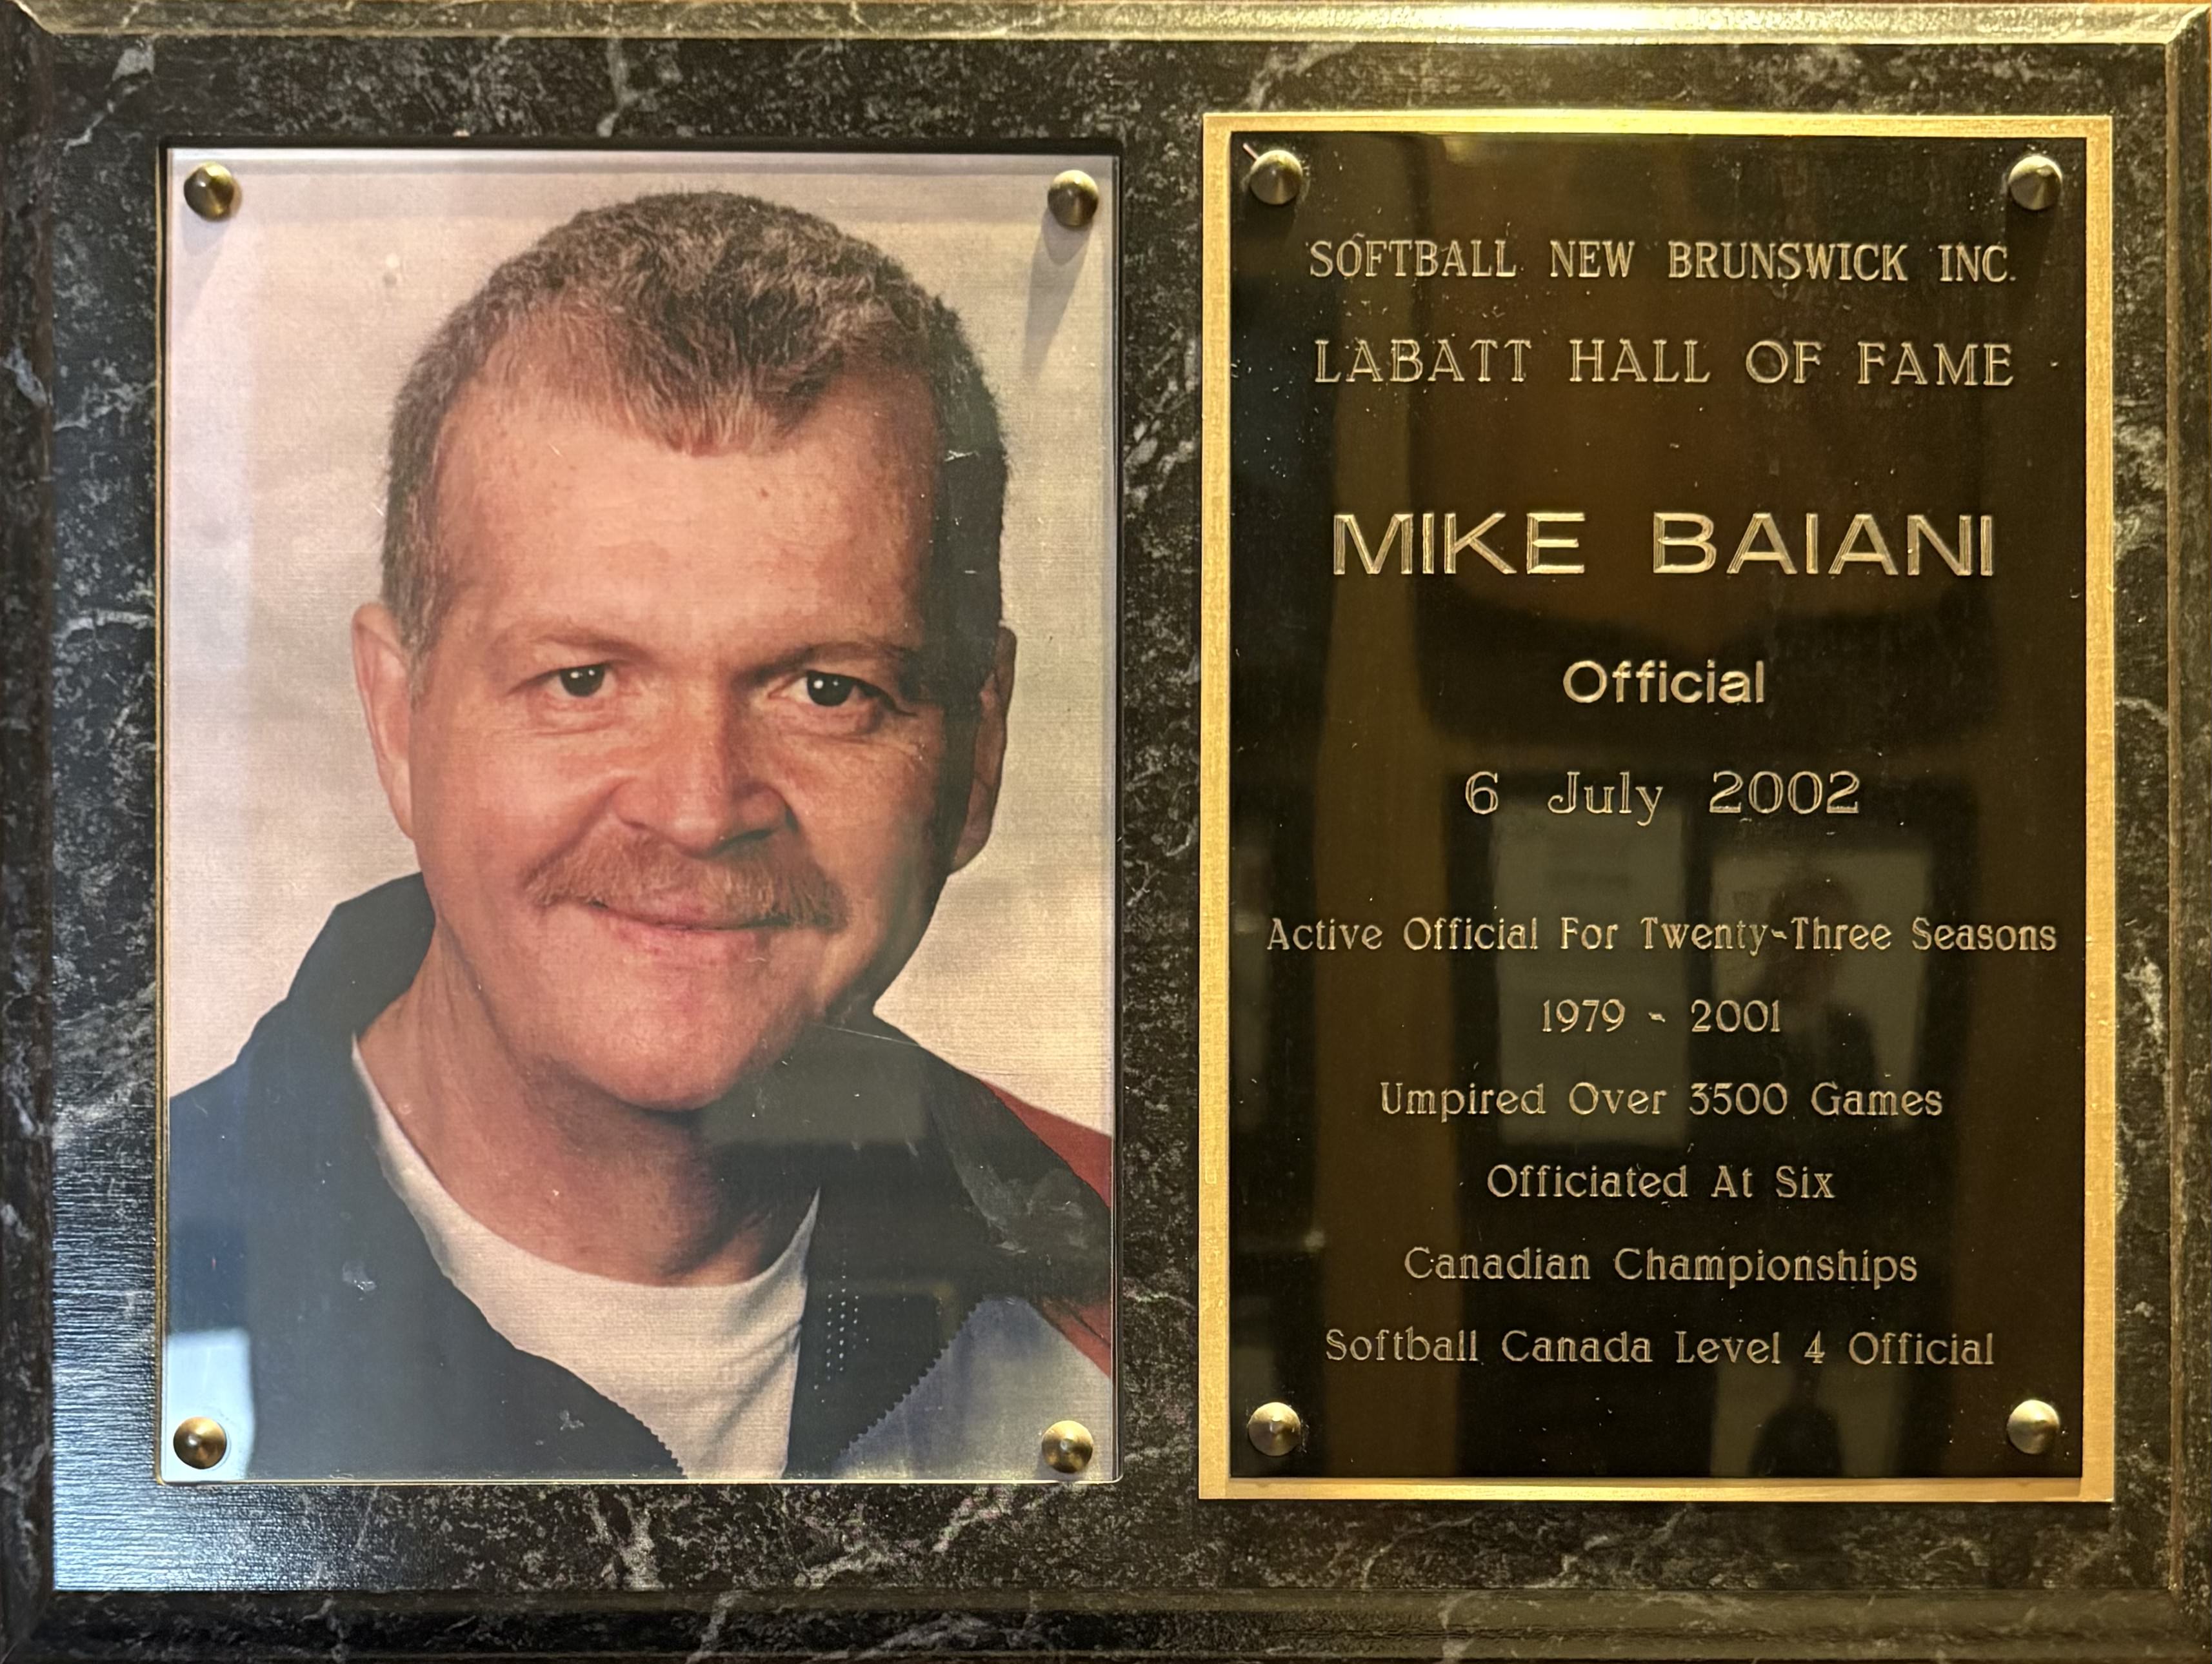 SOFTBALL NEW BRUNSWICK INC.
LABATT HALL OF FAME
MIKE BAIANI
Official
6 July 2002
Active Official For Twenty-Three Seasons
1979 - 2001
Umpired Over 3500 Games
Officiated At Six
Canadian Championships
Softball Canada Level 4 Official